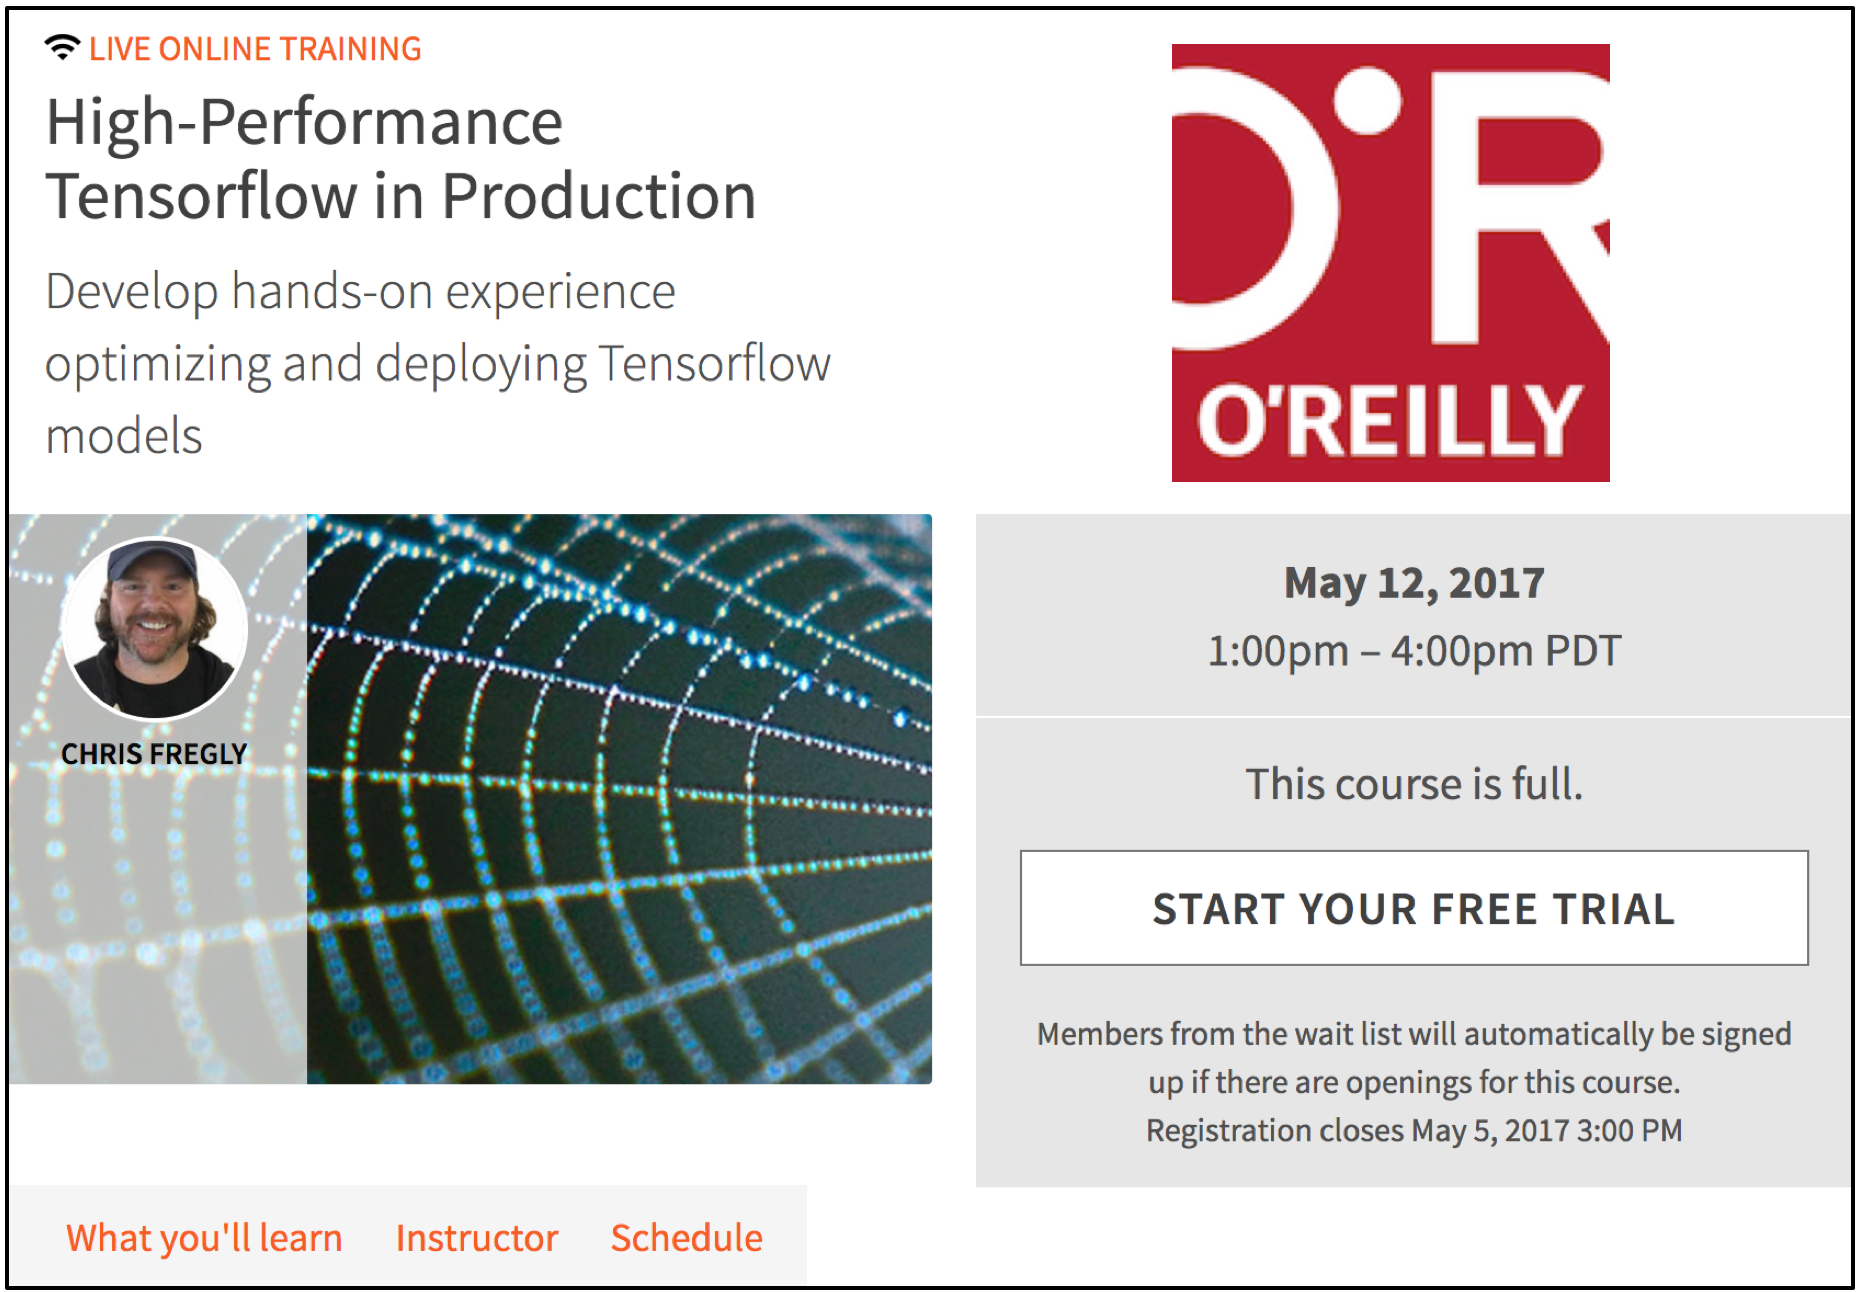 LIVE ONLINE TRAINING
High-Performance
Tensorflow in Production
Develop hands-on experience
optimizing and deploying Tensorflow
models
O'R
O'REILLY
CHRIS FREGLY
May 12, 2017
1:00pm – 4:00pm PDT
This course is full.
START YOUR FREE TRIAL
Members from the wait list will automatically be signed
up if there are openings for this course.
Registration closes May 5, 2017 3:00 PM
What you'll learn Instructor Schedule